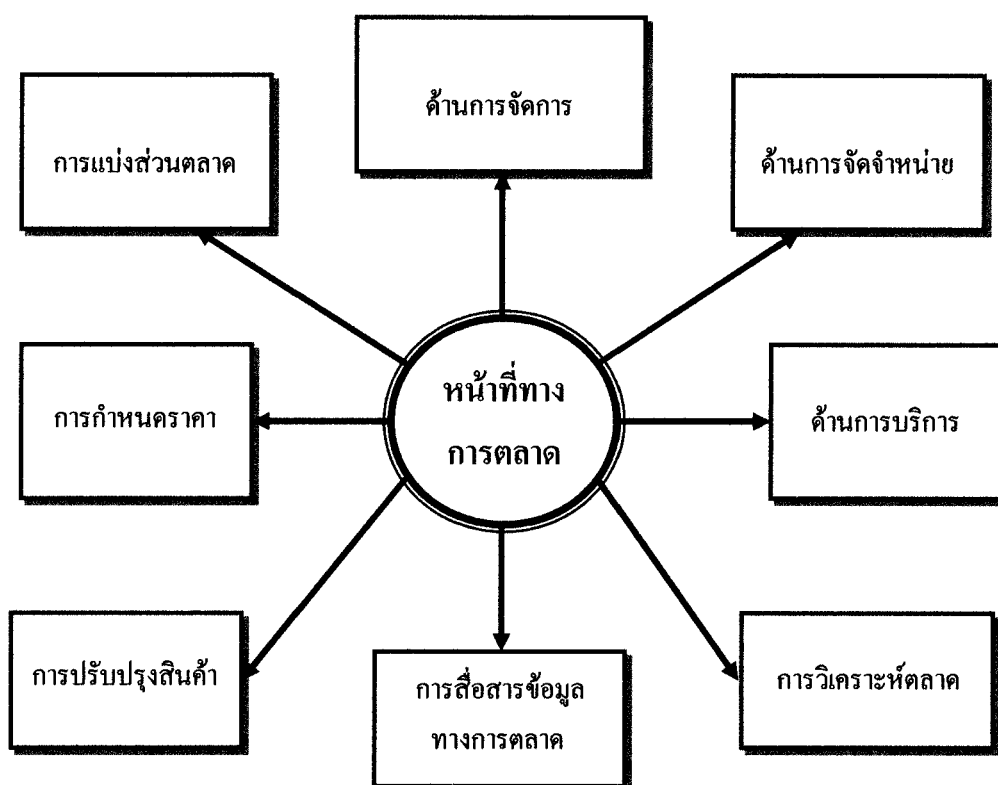 ด้านการจัดการ
การแบ่งส่วนตลาด
ด้านการจัดจำหน่าย
หน้าที่ทาง
การตลาด
การกำหนดราคา
ด้านการบริการ
การปรับปรุงสินค้า
การสื่อสารข้อมูล
ทางการตลาด
การวิเคราะห์ตลาด